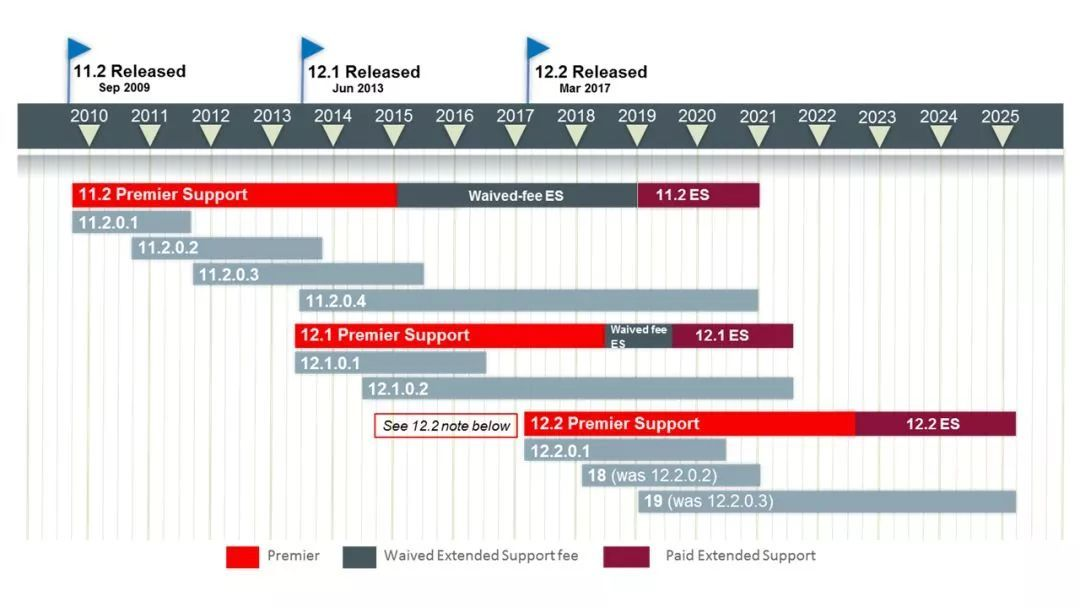 11.2 Released
Sep 2009
12.1 Released
Jun 2013
12.2 Released
Mar 2017
2010 2011 2012 2013 2014 2015 2016 2017 2018 2019 2020 2021 2022 2023 2024 2025
11.2 Premier Support Waived-fee ES 11.2 ES
11.2.0.1
11.2.0.2
11.2.0.3
11.2.0.4
12.1 Premier Support Waived fee
ES 12.1 ES
12.1.0.1
12.1.0.2
See 12.2 note below 12.2 Premier Support 12.2 ES
12.2.0.1
18 (was 12.2.0.2)
19 (was 12.2.0.3)
Premier Waived Extended Support fee Paid Extended Support